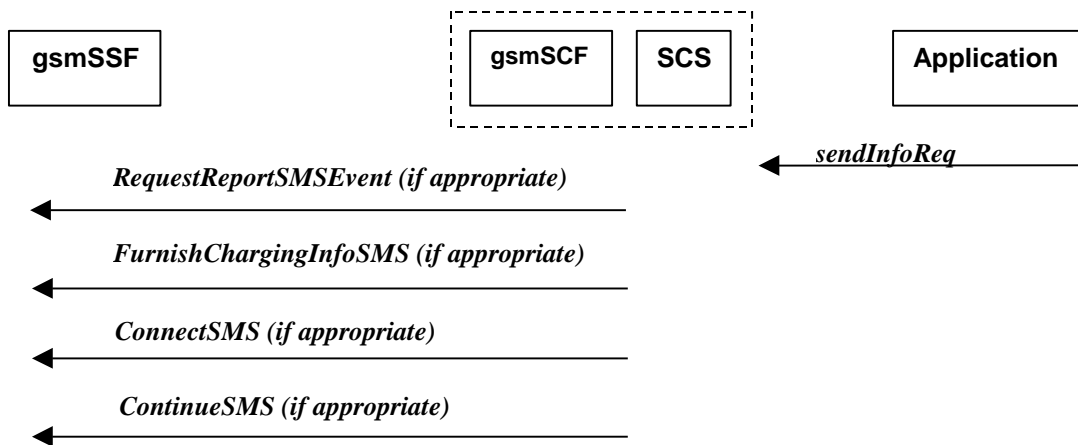 gsmSSF
gsmSCF
SCS
Application
sendInfoReq
RequestReportSMSEvent (if appropriate)
FurnishChargingInfoSMS (if appropriate)
ConnectSMS (if appropriate)
ContinueSMS (if appropriate)